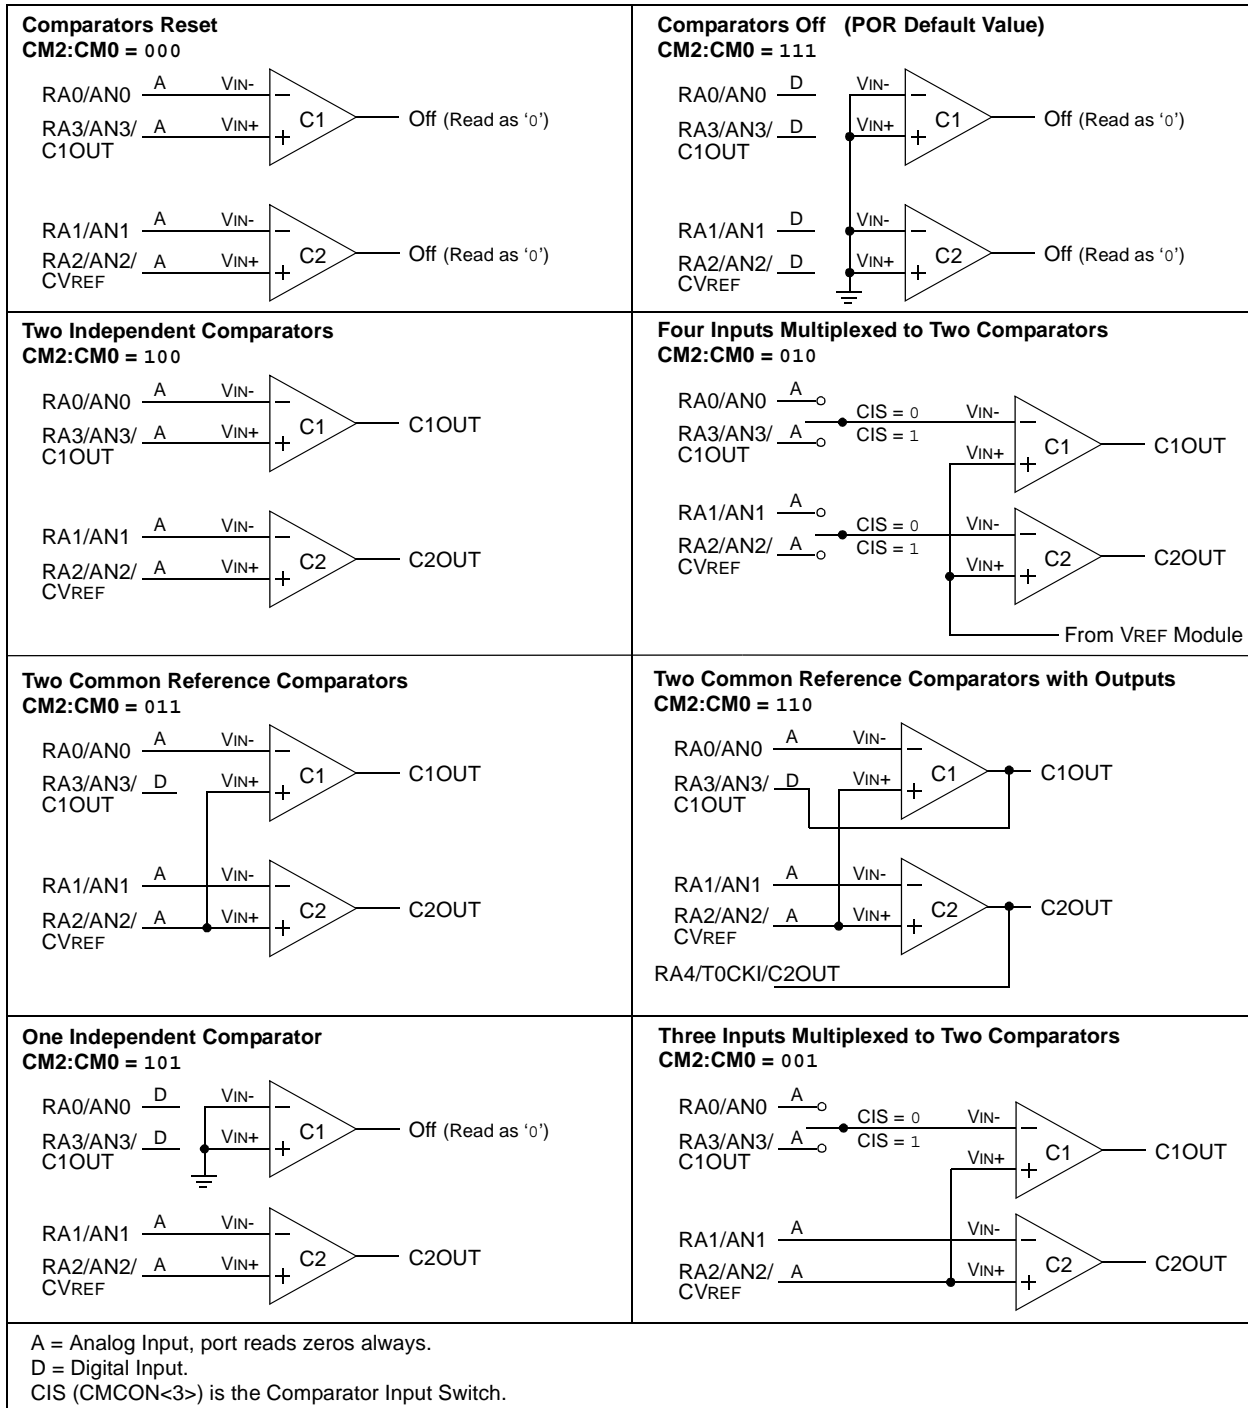 Comparators Reset
CM2:CM0 = 000
RA0/AN0 A VIN- –
RA3/AN3/ A VIN+ +
C1OUT
C1 Off (Read as ‘0’)
RA1/AN1 A VIN- –
RA2/AN2/ A VIN+ +
CVREF
C2 Off (Read as ‘0’)
Comparators Off (POR Default Value)
CM2:CM0 = 111
RA0/AN0 D VIN- –
RA3/AN3/ D VIN+ +
C1OUT
C1 Off (Read as ‘0’)
RA1/AN1 D VIN- –
RA2/AN2/ D VIN+ +
CVREF
C2 Off (Read as ‘0’)
Two Independent Comparators
CM2:CM0 = 100
RA0/AN0 A VIN- –
RA3/AN3/ A VIN+ +
C1OUT
C1 C1OUT
RA1/AN1 A VIN- –
RA2/AN2/ A VIN+ +
CVREF
C2 C2OUT
Four Inputs Multiplexed to Two Comparators
CM2:CM0 = 010
RA0/AN0 A CIS = 0 VIN- –
RA3/AN3/ A CIS = 1 VIN+ +
C1OUT
C1 C1OUT
RA1/AN1 A CIS = 0 VIN- –
RA2/AN2/ A CIS = 1 VIN+ +
CVREF
C2 C2OUT
From VREF Module
Two Common Reference Comparators
CM2:CM0 = 011
RA0/AN0 A VIN- –
RA3/AN3/ D VIN+ +
C1OUT
C1 C1OUT
RA1/AN1 A VIN- –
RA2/AN2/ A VIN+ +
CVREF
C2 C2OUT
Two Common Reference Comparators with Outputs
CM2:CM0 = 110
RA0/AN0 A VIN- –
RA3/AN3/ D VIN+ +
C1OUT
C1 C1OUT
RA1/AN1 A VIN- –
RA2/AN2/ A VIN+ +
CVREF
C2 C2OUT
RA4/T0CKI/C2OUT
One Independent Comparator
CM2:CM0 = 101
RA0/AN0 D VIN- –
RA3/AN3/ D VIN+ +
C1OUT
C1 Off (Read as ‘0’)
RA1/AN1 A VIN- –
RA2/AN2/ A VIN+ +
CVREF
C2 C2OUT
Three Inputs Multiplexed to Two Comparators
CM2:CM0 = 001
RA0/AN0 A CIS = 0 VIN- –
RA3/AN3/ A CIS = 1 VIN+ +
C1OUT
C1 C1OUT
RA1/AN1 A VIN- –
RA2/AN2/ A VIN+ +
CVREF
C2 C2OUT
A = Analog Input, port reads zeros always.
D = Digital Input.
CIS (CMCON<3>) is the Comparator Input Switch.